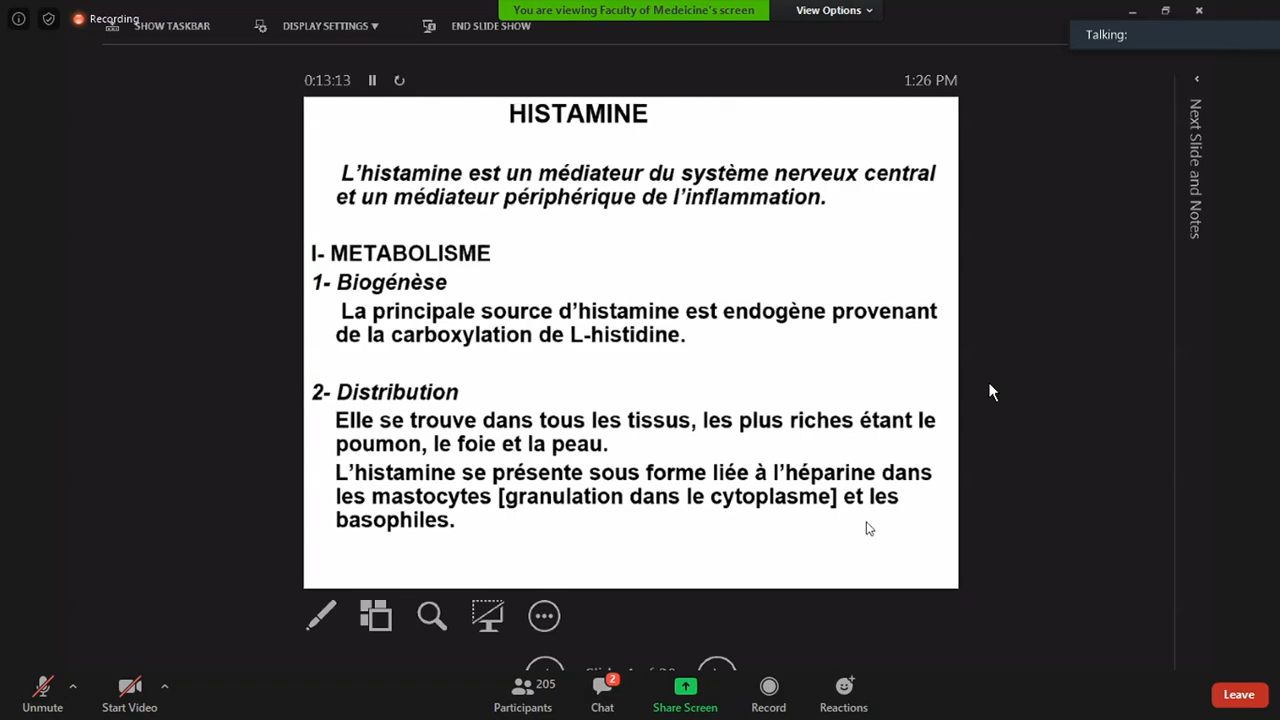 You are viewing Faculty of Medeicine's screen
View Options
Recording
SHOW TASKBAR
DISPLAY SETTINGS
END SLIDE SHOW
Talking:
0:13:13
1:26 PM
HISTAMINE
L'histamine est un médiateur du système nerveux central
et un médiateur périphérique de l'inflammation.
I- METABOLISME
1- Biogénèse
La principale source d'histamine est endogène provenant
de la carboxylation de L-histidine.
2- Distribution
Elle se trouve dans tous les tissus, les plus riches étant le
poumon, le foie et la peau.
L'histamine se présente sous forme liée à l'héparine dans
les mastocytes [granulation dans le cytoplasme] et les
basophiles.
Next Slide and Notes
Unmute
Start Video
205
Participants
2
Chat
Share Screen
Record
Reactions
Leave